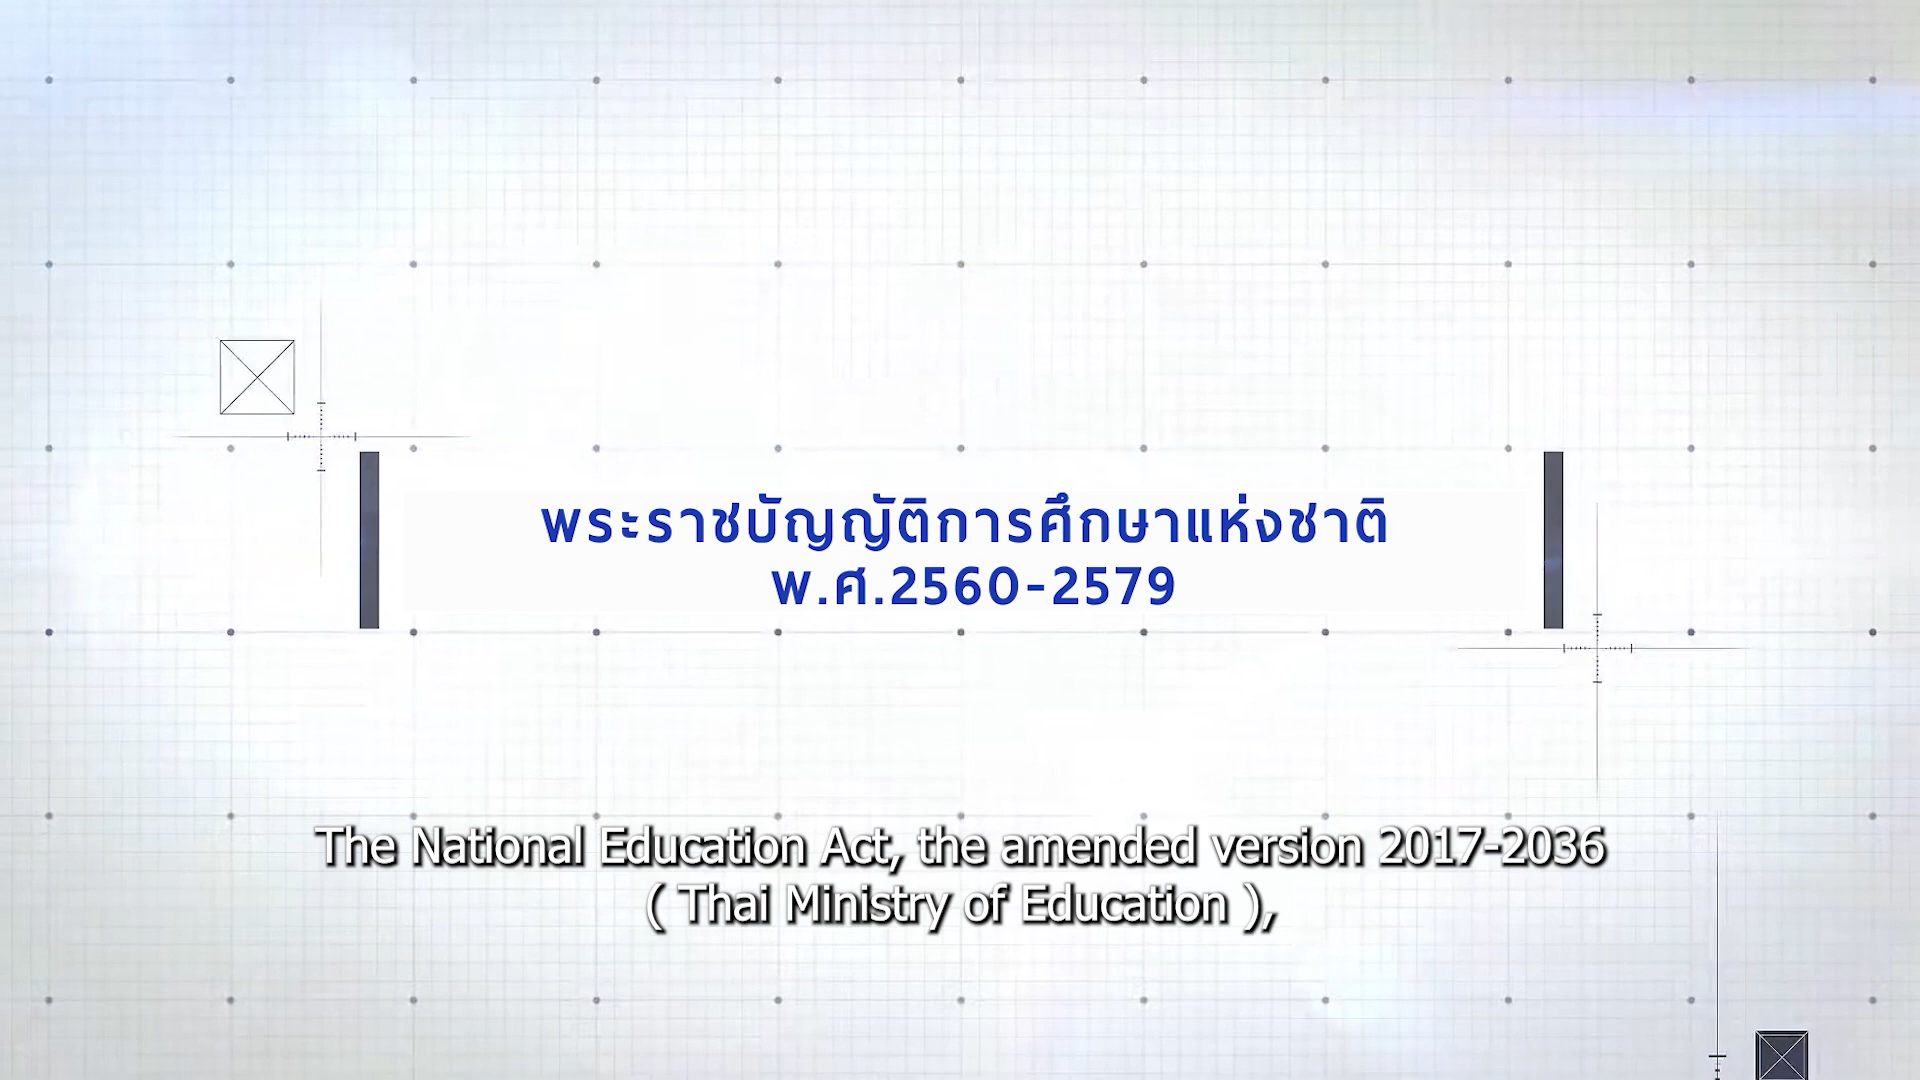 พระราชบัญญัติการศึกษาแห่งชาติ
พ.ศ.2560-2579
The National Education Act, the amended version 2017-2036
( Thai Ministry of Education ),